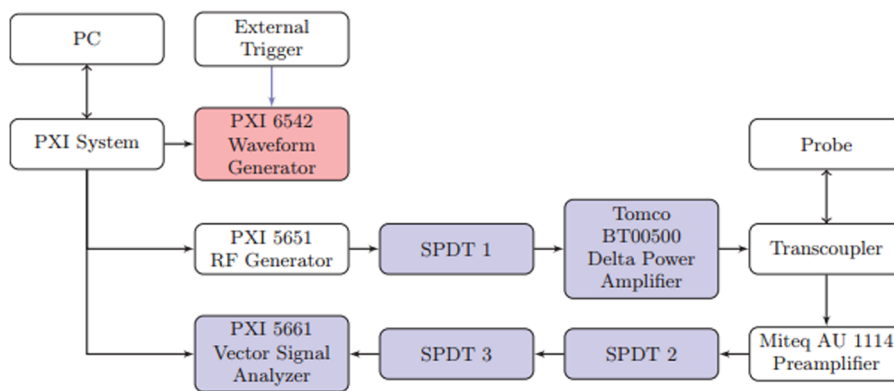 PC
External
Trigger
PXI System
PXI 6542
Waveform
Generator
Probe
PXI 5651
RF Generator
SPDT 1
Tomco
BT00500
Delta Power
Amplifier
Transcoupler
PXI 5661
Vector Signal
Analyzer
SPDT 3
SPDT 2
Miteq AU 1114
Preamplifier